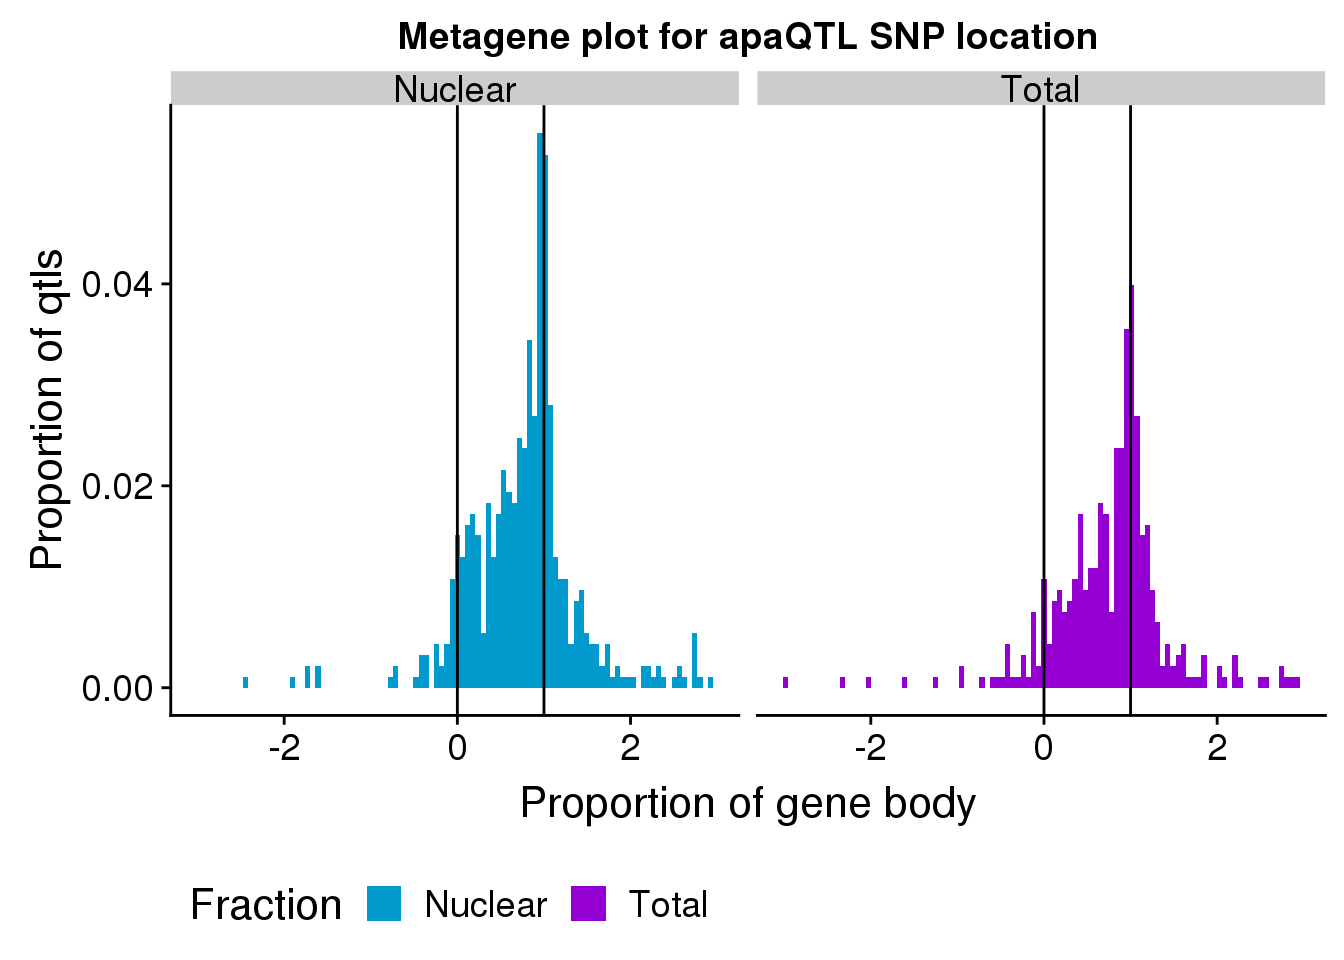 Metagene plot for apaQTL SNP location
Nuclear Total
Proportion of qtls
0.04
0.02
0.00
-2 0 2 -2 0 2
Proportion of gene body
Fraction Nuclear Total